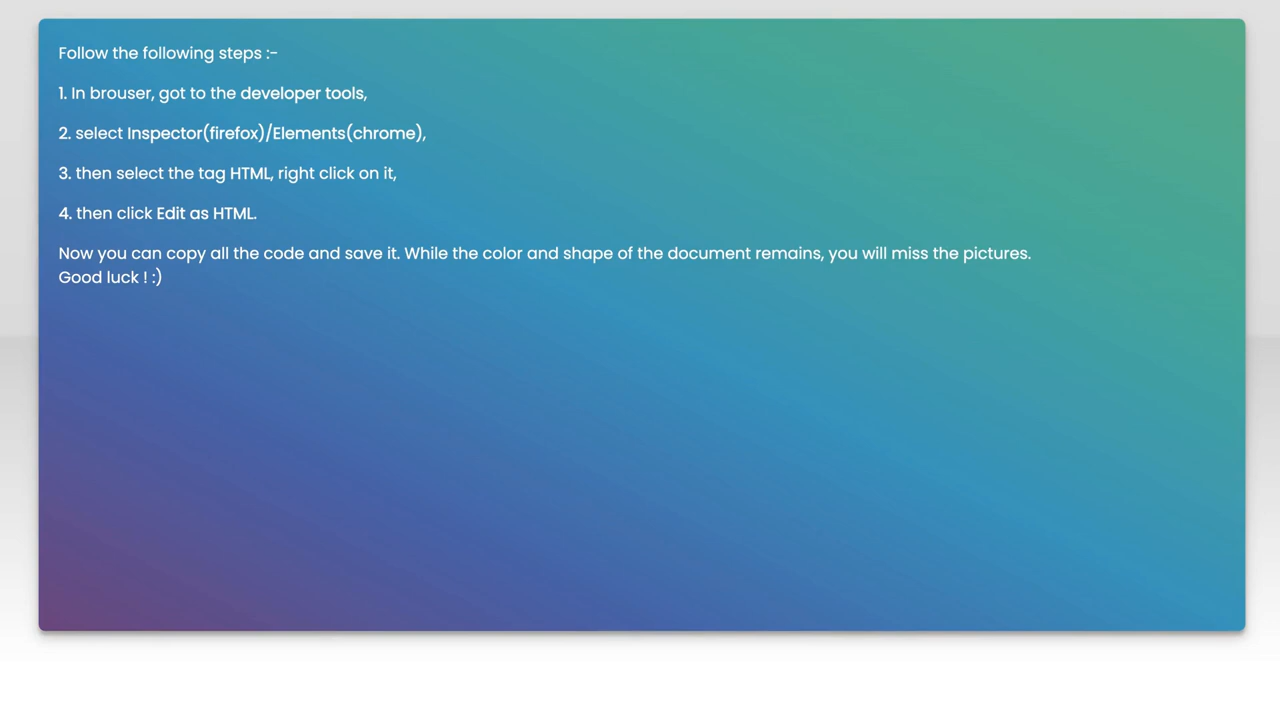 Follow the following steps :-
1. In brouser, got to the developer tools,
2. select Inspector(firefox)/Elements(chrome),
3. then select the tag HTML, right click on it,
4. then click Edit as HTML.
Now you can copy all the code and save it. While the color and shape of the document remains, you will miss the pictures.
Good luck ! :)